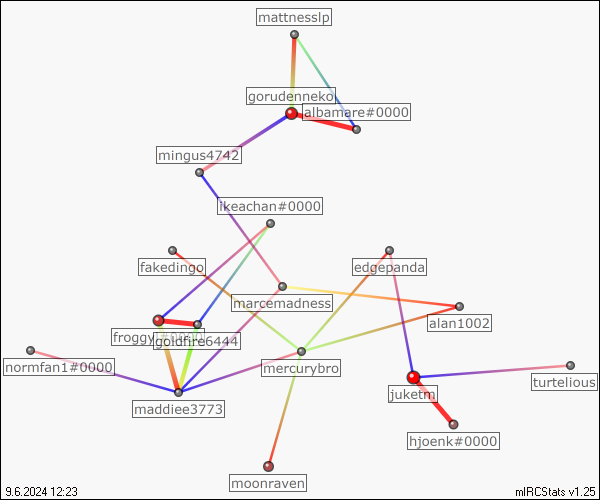 mattnesslp
gorudenneko
albamare#0000
mingus4742
ikeachan#0000
fakedingo
edgepanda
marcemadness
alan1002
goldfire6444
normfan1#0000
mercurybro
turtelious
juketm
maddiee3773
hjoenk#0000
moonraven
9.6.2024 12:23
mIRCStats v1.25